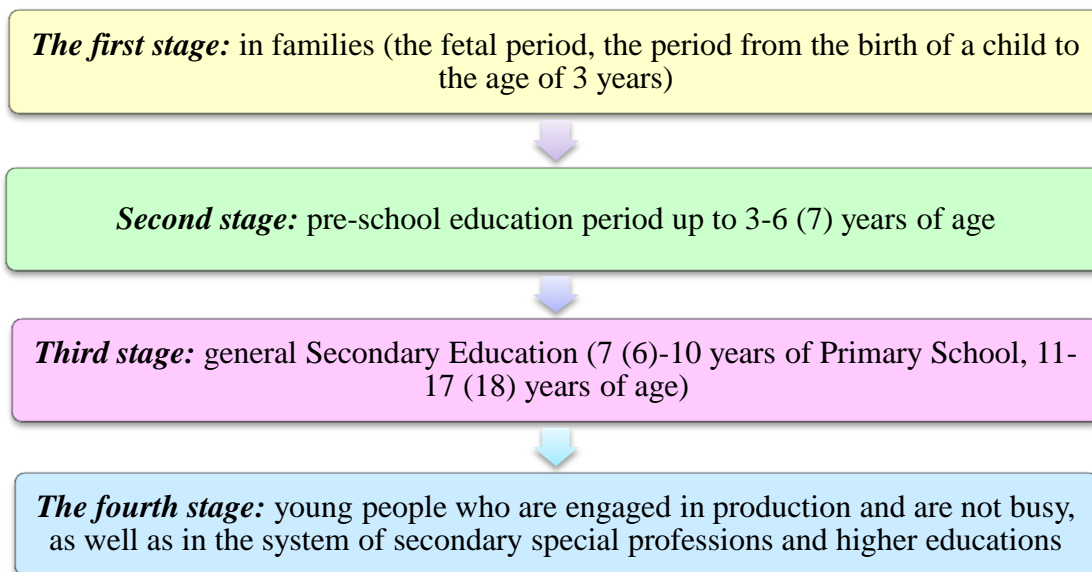 The first stage: in families (the fetal period, the period from the birth of a child to
the age of 3 years)
Second stage: pre-school education period up to 3-6 (7) years of age
Third stage: general Secondary Education (7 (6)-10 years of Primary School, 11-
17 (18) years of age)
The fourth stage: young people who are engaged in production and are not busy,
as well as in the system of secondary special professions and higher educations